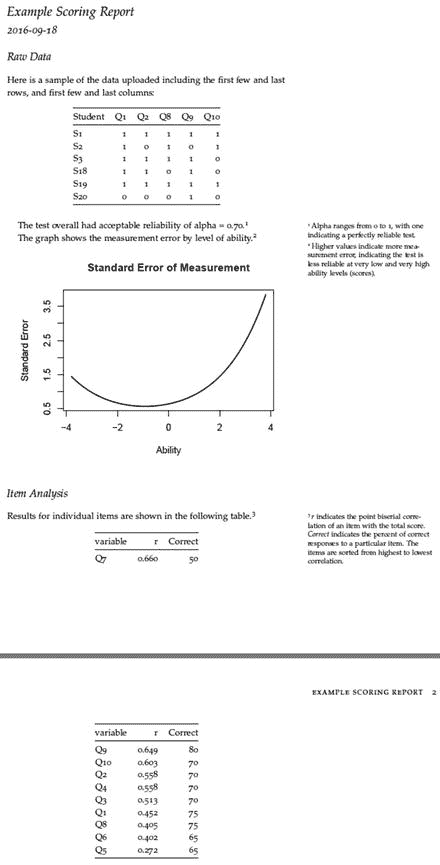 Example Scoring Report
2016-09-18
Raw Data
Here is a sample of the data uploaded including the first few and last
rows, and first few and last columns:
Student Q1 Q2 Q8 Q9 Q10
S1 1 1 1 1 1
S2 1 0 1 0 1
S3 1 1 1 1 0
S18 1 1 0 1 0
S19 1 1 1 1 1
S20 0 0 0 1 0
The test overall had acceptable reliability of alpha = 0.70.¹
The graph shows the measurement error by level of ability.²
¹ Alpha ranges from 0 to 1, with one
indicating a perfectly reliable test.
² Higher values indicate more mea-
surement error, indicating the test is
less reliable at very low and very high
ability levels (scores).
Standard Error of Measurement
Standard Error
3.5
2.5
1.5
0.5
−4 −2 0 2 4
Ability
Item Analysis
Results for individual items are shown in the following table.³
³ r indicates the point biserial corre-
lation of an item with the total score.
Correct indicates the percent of correct
responses to a particular item. The
items are sorted from highest to lowest
correlation.
variable r Correct
Q7 0.660 50
EXAMPLE SCORING REPORT 2
variable r Correct
Q9 0.649 80
Q10 0.603 70
Q2 0.558 70
Q4 0.558 70
Q3 0.513 70
Q1 0.452 75
Q8 0.405 75
Q6 0.402 65
Q5 0.272 65